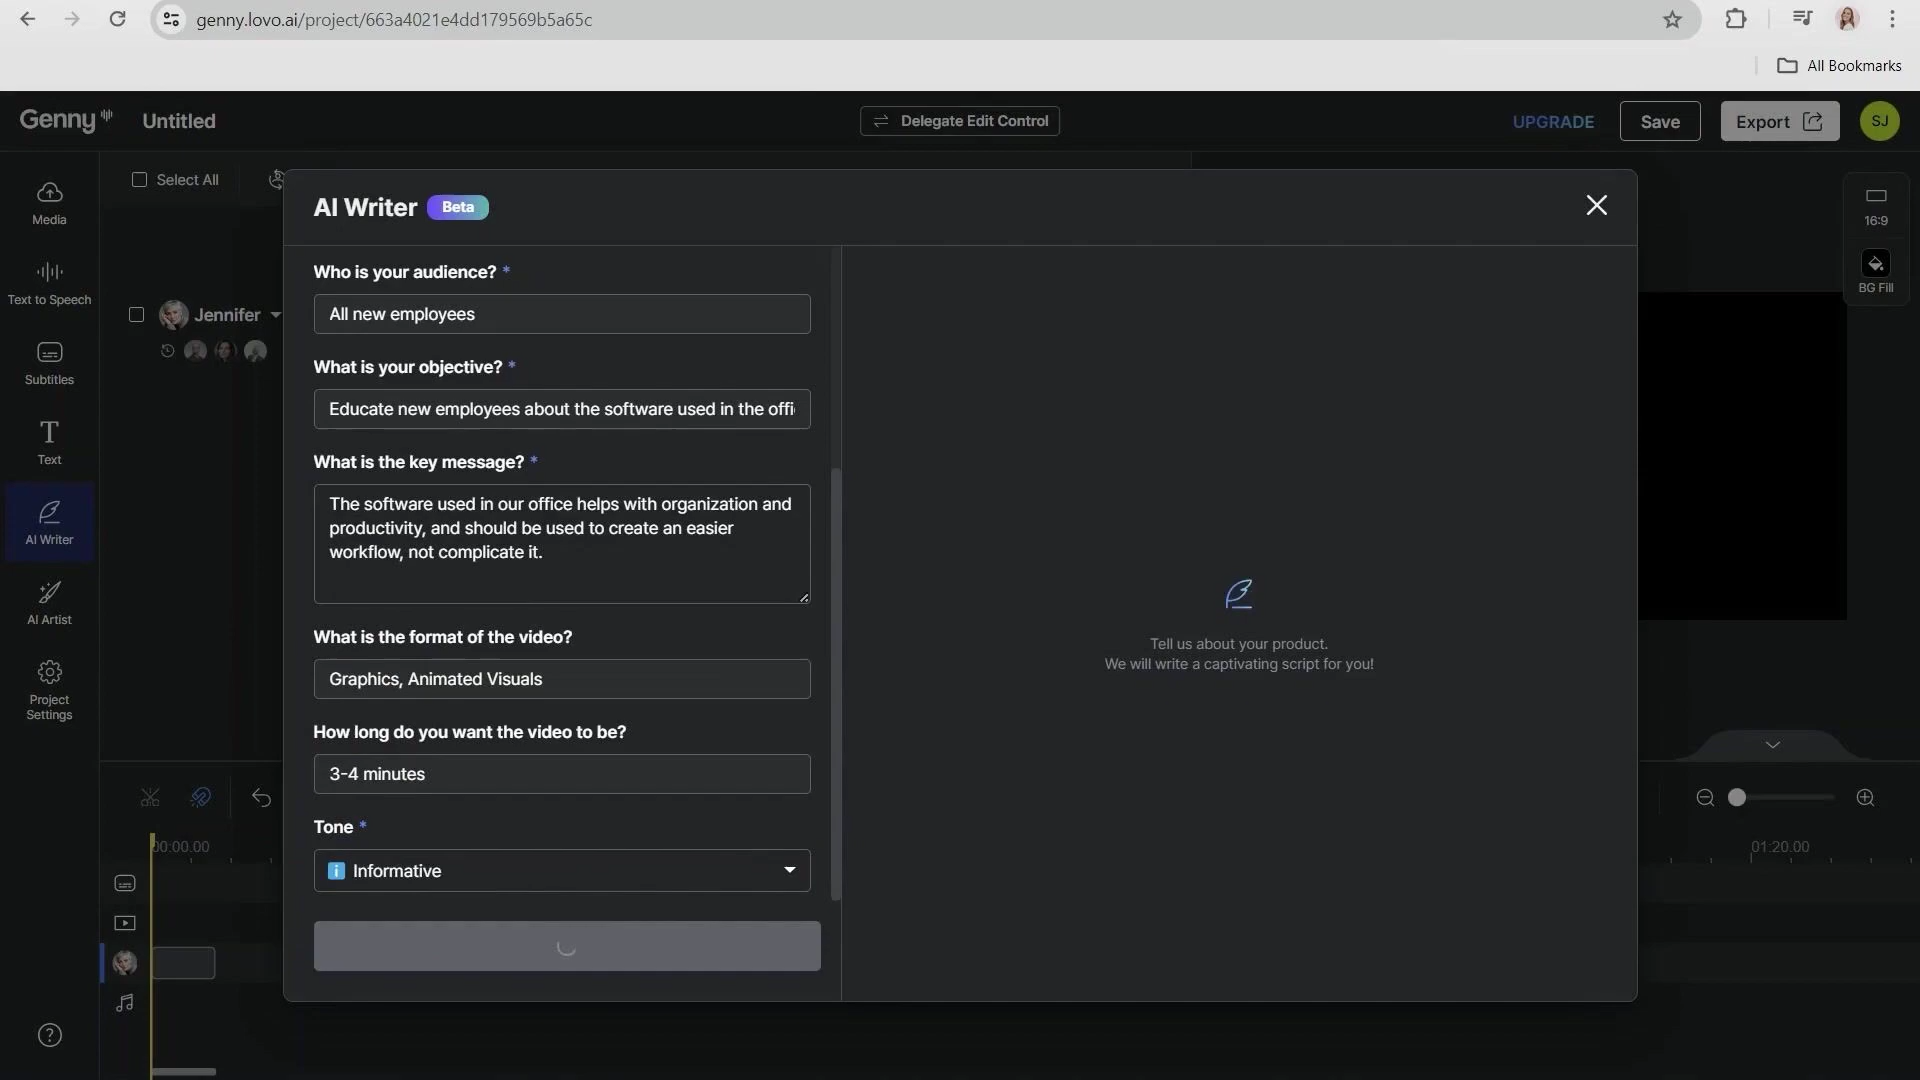 genny.lovo.ai/project/663a4021e4dd179569b5a65c
All Bookmarks
Genny
Untitled
Delegate Edit Control
UPGRADE
Save
Export
SJ
Media
Text to Speech
Subtitles
Text
AI Writer
AI Artist
Project
Settings
Select All
Jennifer
AI Writer
Beta
Who is your audience? *
All new employees
What is your objective? *
Educate new employees about the software used in the offi
What is the key message? *
The software used in our office helps with organization and
productivity, and should be used to create an easier
workflow, not complicate it.
What is the format of the video?
Graphics, Animated Visuals
How long do you want the video to be?
3-4 minutes
Tone *
Informative
Tell us about your product.
We will write a captivating script for you!
16:9
BG Fill
00:00.00
01:20.00